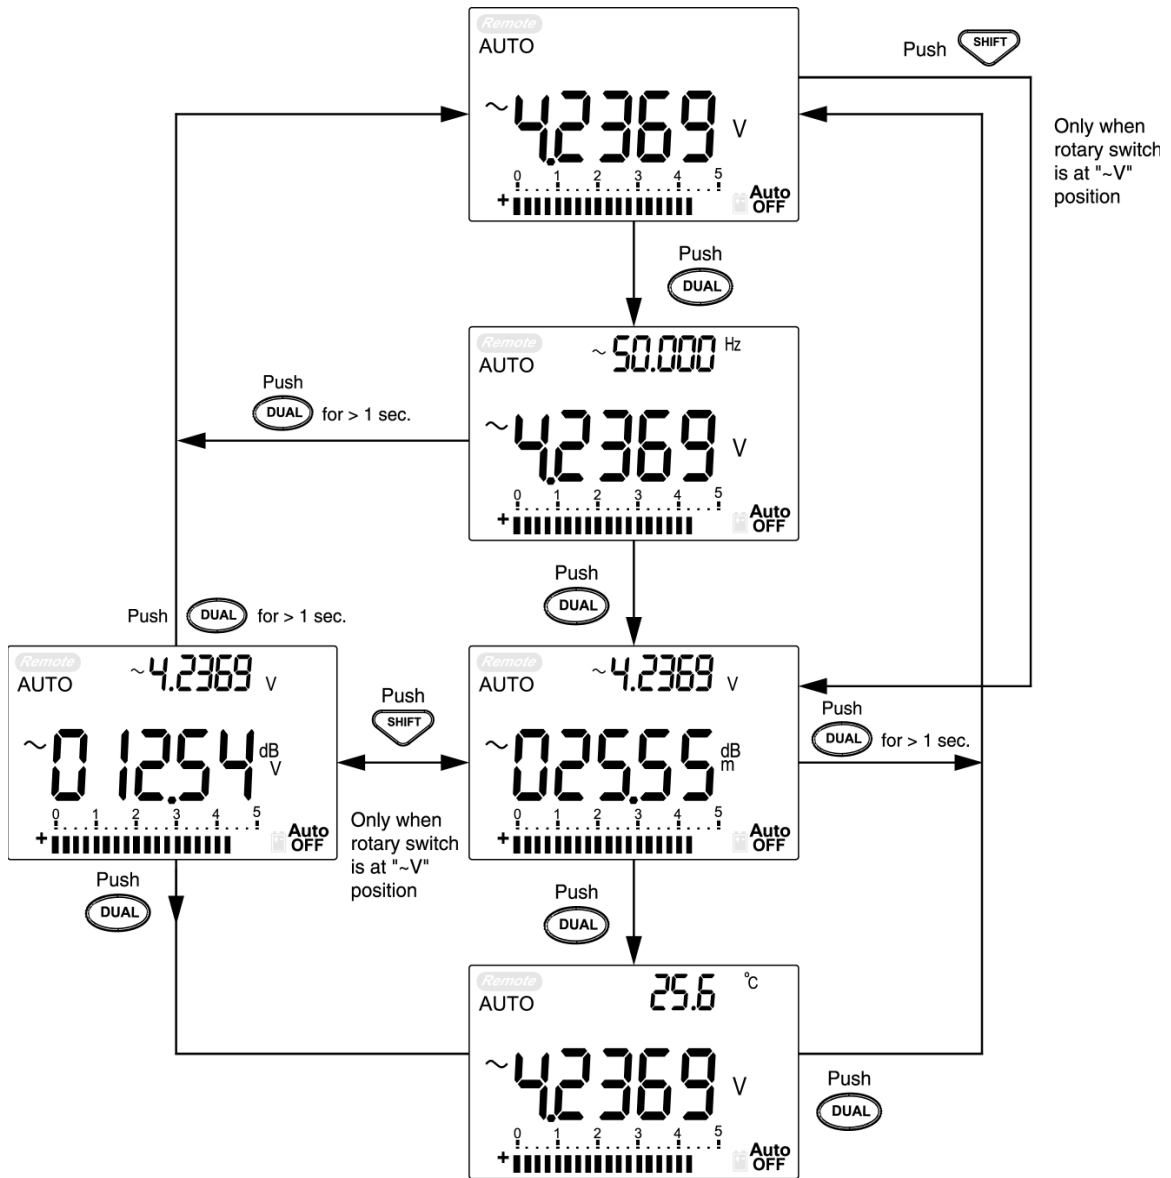 Remote
AUTO
~ 4.2369 V
0 1 2 3 4 5
+
Auto
OFF
Push SHIFT
Only when
rotary switch
is at "~V"
position
Push
DUAL
Remote
AUTO
~ 50.000 Hz
~ 4.2369 V
0 1 2 3 4 5
+
Auto
OFF
Push
DUAL for > 1 sec.
Push
DUAL
Push DUAL for > 1 sec.
Remote
AUTO
~ 4.2369 V
~ 012.54 dB
V
0 1 2 3 4 5
+
Auto
OFF
Push
SHIFT
Only when
rotary switch
is at "~V"
position
Remote
AUTO
~ 4.2369 V
~ 025.55 dB
m
0 1 2 3 4 5
+
Auto
OFF
Push
DUAL for > 1 sec.
Push
DUAL
Push
DUAL
Remote
AUTO
25.6 °C
~ 4.2369 V
0 1 2 3 4 5
+
Auto
OFF
Push
DUAL